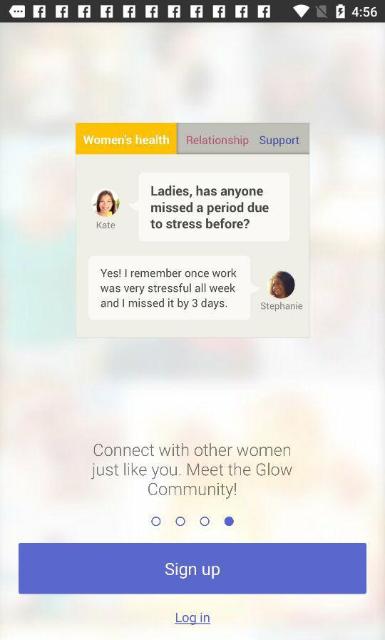 4:56
Women's health Relationship Support
Ladies, has anyone
missed a period due
to stress before?
Kate
Yes! I remember once work
was very stressful all week
and I missed it by 3 days.
Stephanie
Connect with other women
just like you. Meet the Glow
Community!
Sign up
Log in